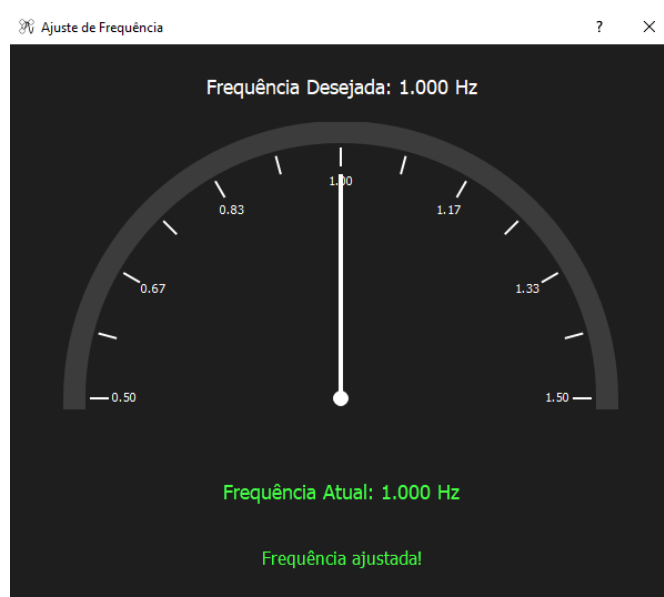 Ajuste de Frequência
?
Frequência Desejada: 1.000 Hz
1.00
0.83
1.17
0.67
1.33
0.50
1.50
Frequência Atual: 1.000 Hz
Frequência ajustada!